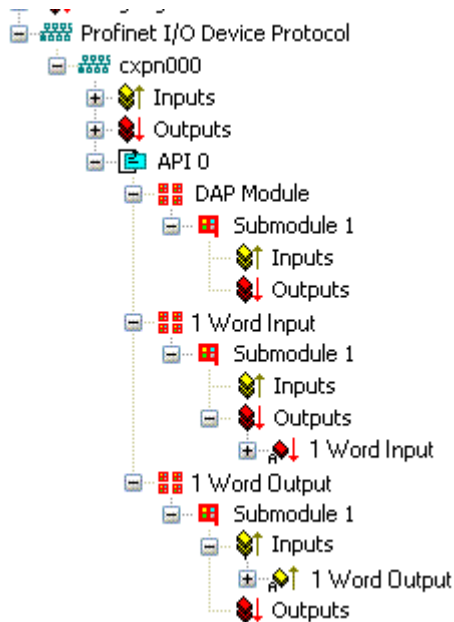 Profinet I/O Device Protocol
cxpn000
Inputs
Outputs
API 0
DAP Module
Submodule 1
Inputs
Outputs
1 Word Input
Submodule 1
Inputs
Outputs
A 1 Word Input
1 Word Output
Submodule 1
Inputs
A 1 Word Output
Outputs